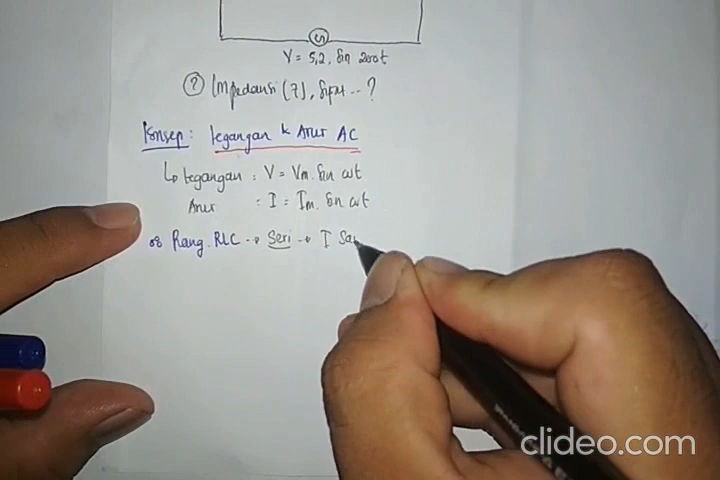 V = 5,2. Sin 200t
? Impedansi (Z), Sifat -- ?
Konsep : tegangan & Arus AC
↳ tegangan : V = Vm. Sin ωt
Arus : I = Im. Sin ωt
Rang. RLC → Seri → I Sa
clideo.com